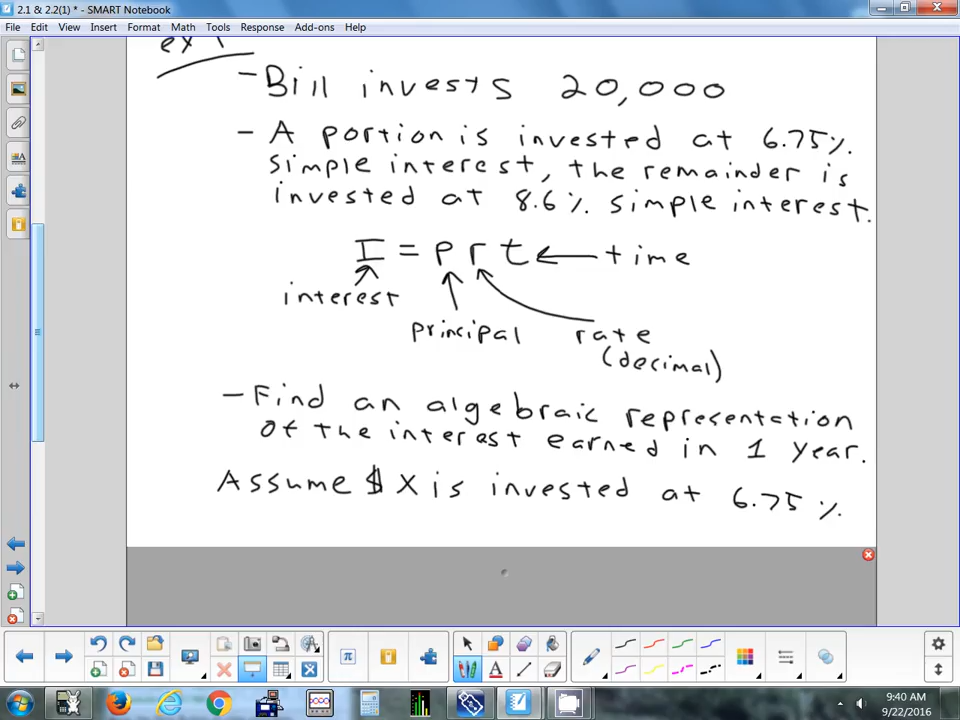 2.1 & 2.2(1) * - SMART Notebook
File Edit View Insert Format Math Tools Response Add-ons Help
ex 1
- Bill invests 20,000
- A portion is invested at 6.75%
simple interest, the remainder is
invested at 8.6% simple interest.
I = p r t ← time
interest
principal rate
(decimal)
- Find an algebraic representation
of the interest earned in 1 year.
Assume $ X is invested at 6.75%
9:40 AM
9/22/2016